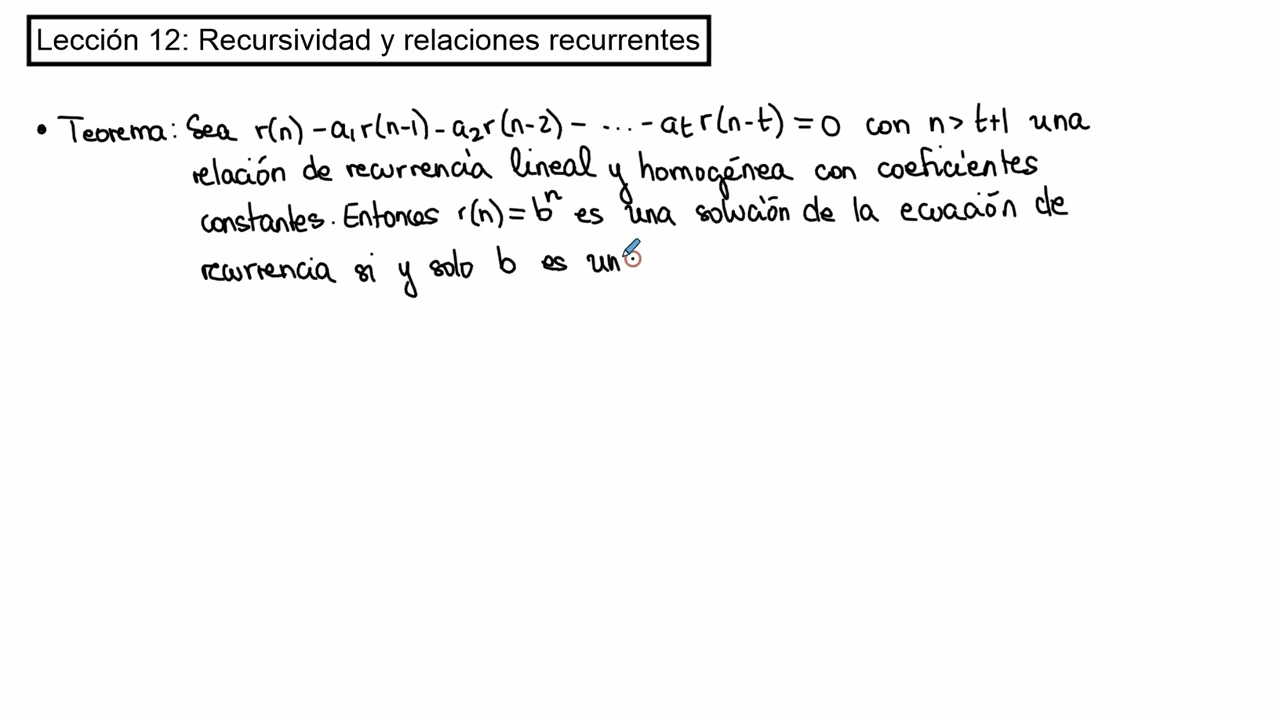 Lección 12: Recursividad y relaciones recurrentes
• Teorema: Sea r(n) - a₁r(n-1) - a₂r(n-2) - ... - aₜr(n-t) = 0 con n > t+1 una
relación de recurrencia lineal y homogénea con coeficientes
constantes. Entonces r(n) = bⁿ es una solución de la ecuación de
recurrencia si y solo b es un